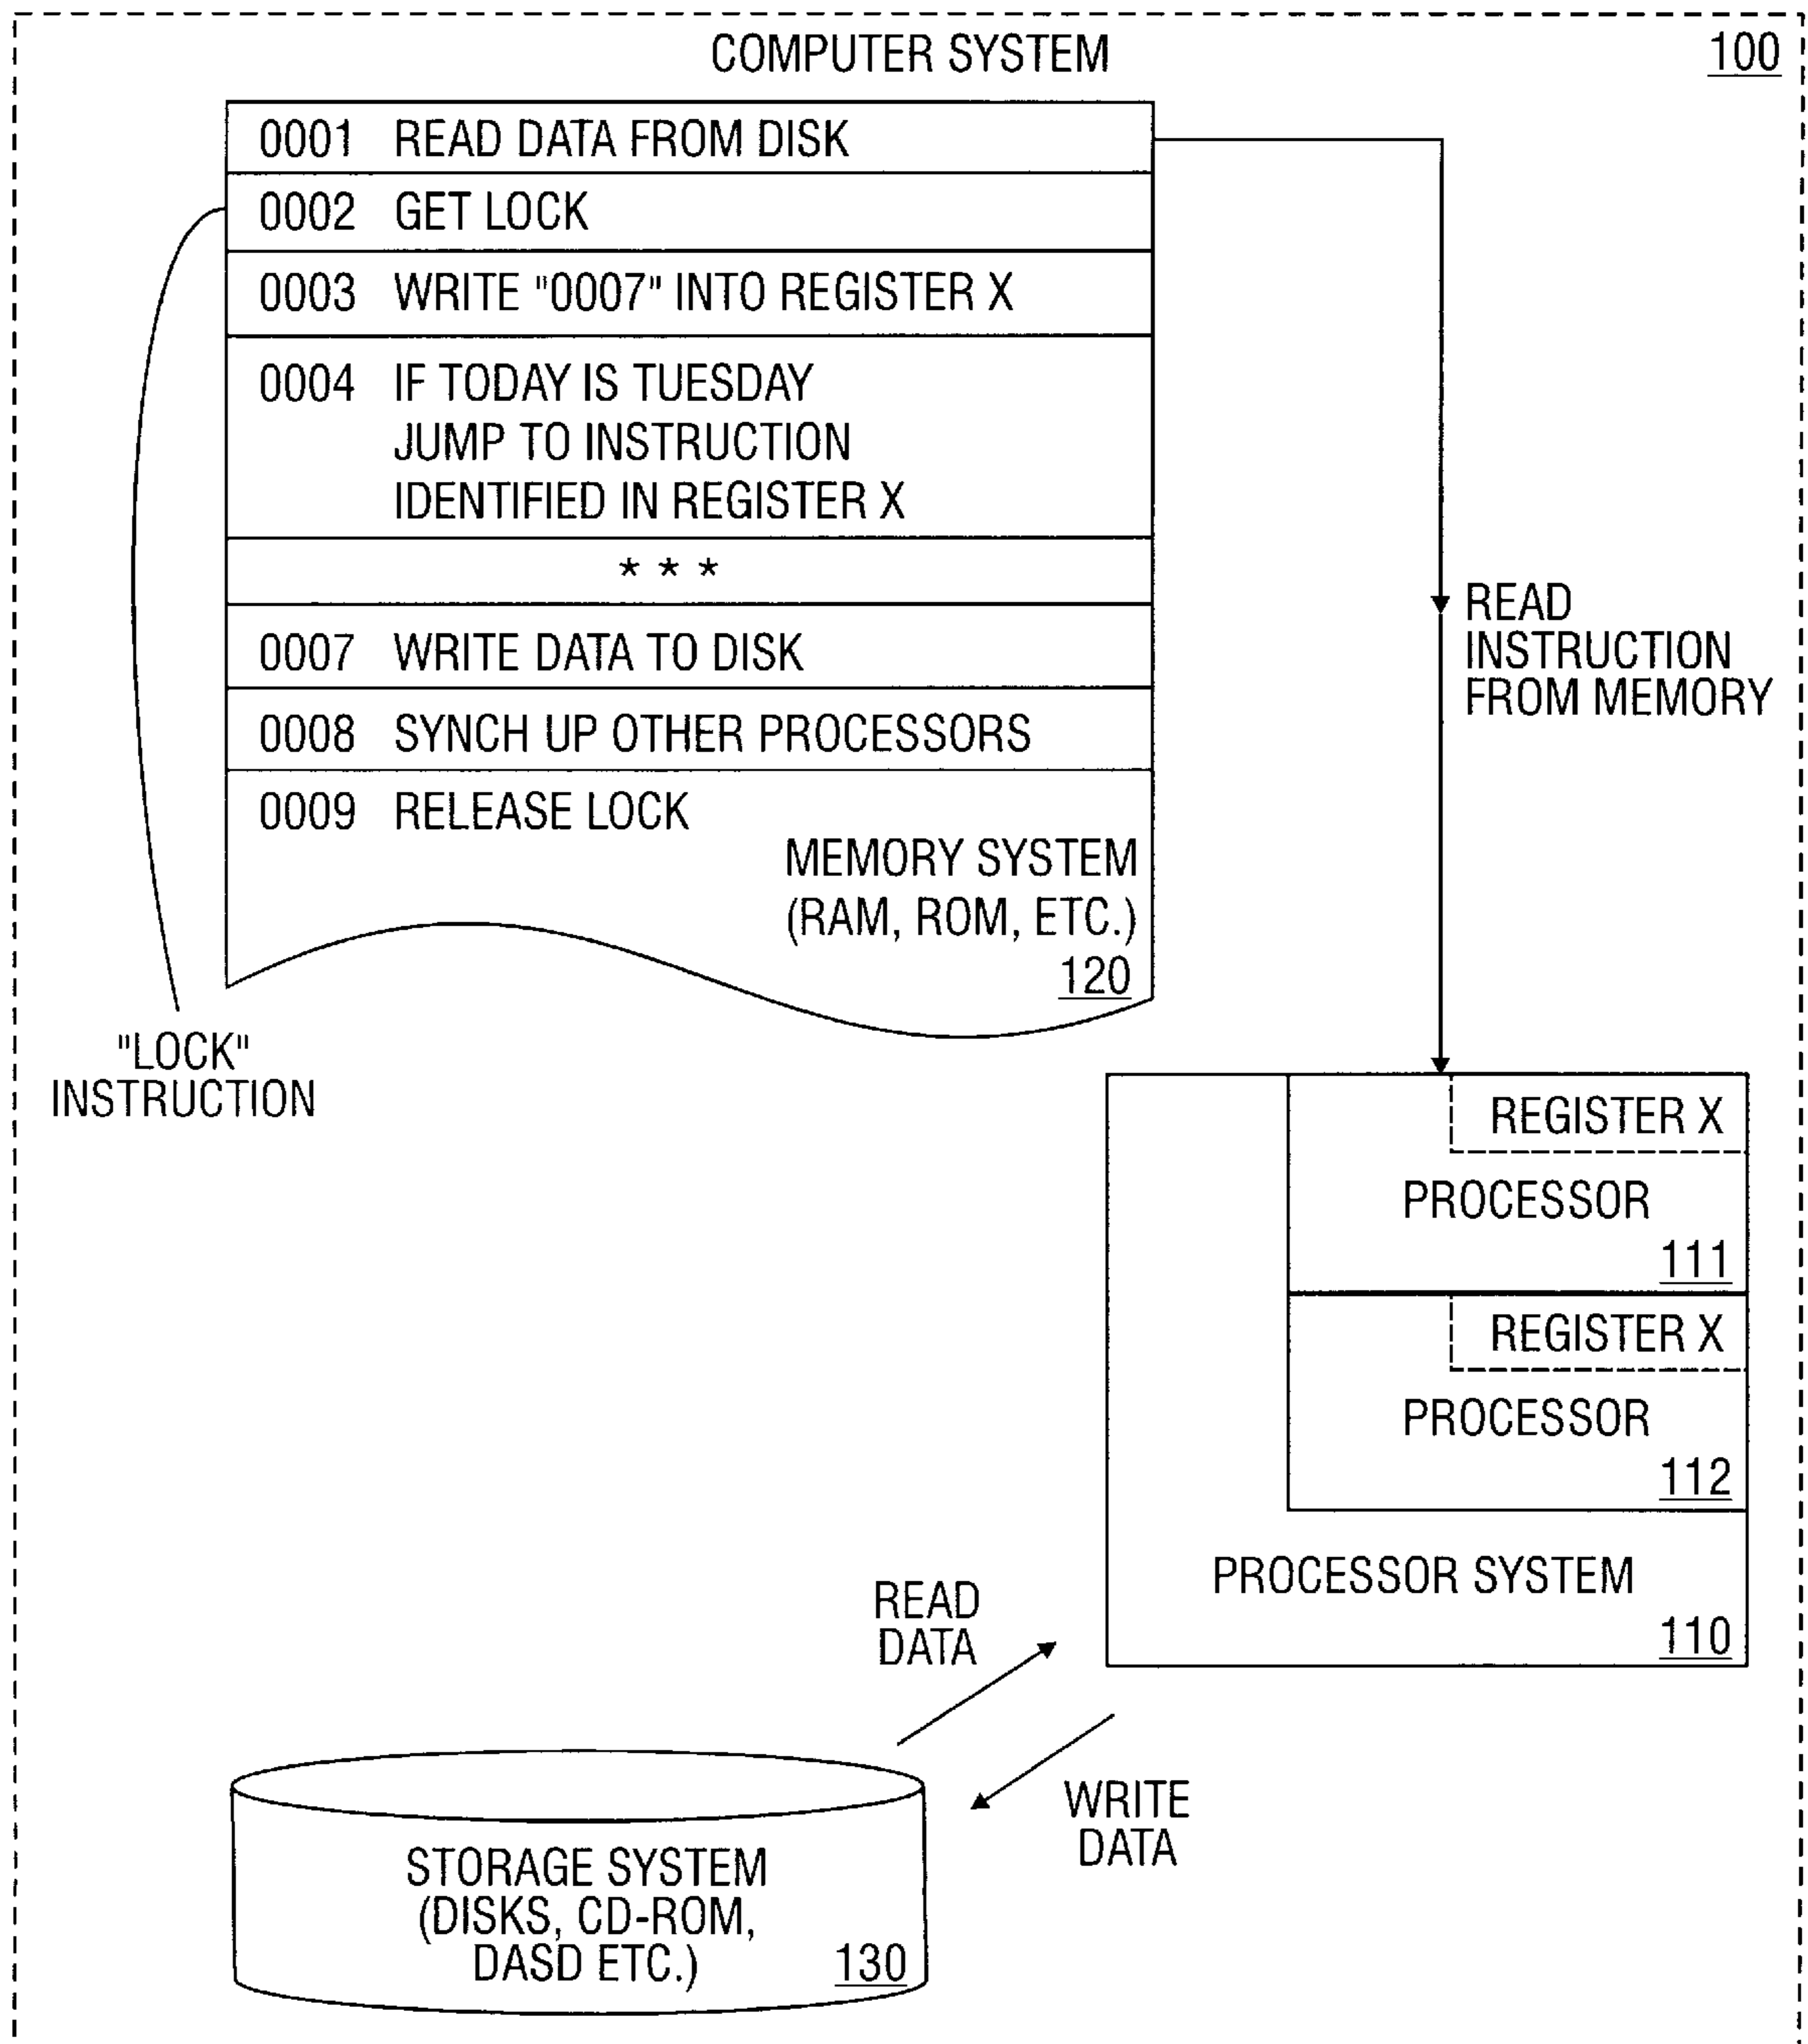 COMPUTER SYSTEM
100
0001 READ DATA FROM DISK
0002 GET LOCK
0003 WRITE "0007" INTO REGISTER X
0004 IF TODAY IS TUESDAY
JUMP TO INSTRUCTION
IDENTIFIED IN REGISTER X
* * *
0007 WRITE DATA TO DISK
0008 SYNCH UP OTHER PROCESSORS
0009 RELEASE LOCK
MEMORY SYSTEM
(RAM, ROM, ETC.)
120
READ
INSTRUCTION
FROM MEMORY
"LOCK"
INSTRUCTION
REGISTER X
PROCESSOR
111
REGISTER X
PROCESSOR
112
PROCESSOR SYSTEM
110
READ
DATA
WRITE
DATA
STORAGE SYSTEM
(DISKS, CD-ROM,
DASD ETC.)
130